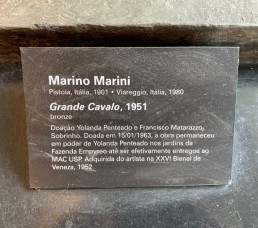 Marino Marini
Pistoia, Itália, 1901 • Viareggio, Itália, 1980
Grande Cavalo, 1951
bronze
Doação Yolanda Penteado e Francisco Matarazzo
Sobrinho. Doada em 15/01/1963, a obra permaneceu
em poder de Yolanda Penteado nos jardins da
Fazenda Empyreo até ser efetivamente entregue ao
MAC USP. Adquirida do artista na XXVI Bienal de
Veneza, 1952